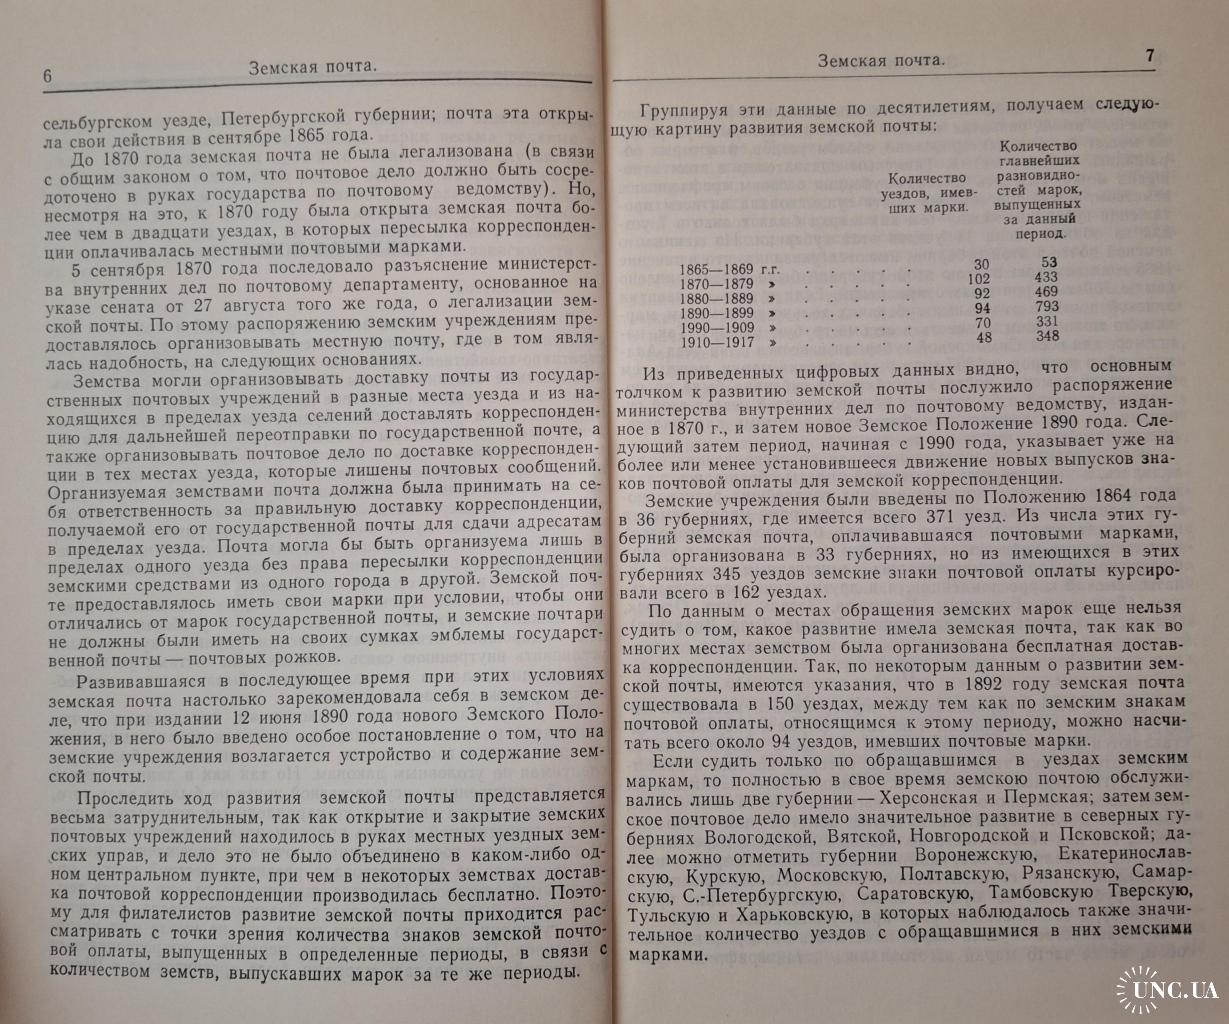 6
Земская почта.
сельбургском уезде, Петербургской губернии; почта эта откры-
ла свои действия в сентябре 1865 года.
До 1870 года земская почта не была легализована (в связи
с общим законом о том, что почтовое дело должно быть сосре-
доточено в руках государства по почтовому ведомству). Но,
несмотря на это, к 1870 году была открыта земская почта бо-
лее чем в двадцати уездах, в которых пересылка корреспонден-
ции оплачивалась местными почтовыми марками.
5 сентября 1870 года последовало разъяснение министерст-
ва внутренних дел по почтовому департаменту, основанное на
указе сената от 27 августа того же года, о легализации зем-
ской почты. По этому распоряжению земским учреждениям пре-
доставлялось организовывать местную почту, где в том явля-
лась надобность, на следующих основаниях.
Земства могли организовывать доставку почты из государ-
ственных почтовых учреждений в разные места уезда и из на-
ходящихся в пределах уезда селений доставлять корреспонден-
цию для дальнейшей переотправки по государственной почте, а
также организовывать почтовое дело по доставке корреспонден-
ции в тех местах уезда, которые лишены почтовых сообщений.
Организуемая земствами почта должна была принимать на се-
бя ответственность за правильную доставку корреспонденции,
получаемой его от государственной почты для сдачи адресатам
в пределах уезда. Почта могла бы быть организуема лишь в
пределах одного уезда без права пересылки корреспонденции
земскими средствами из одного города в другой. Земской поч-
те предоставлялось иметь свои марки при условии, чтобы они
отличались от марок государственной почты, и земские почтари
не должны были иметь на своих сумках эмблемы государст-
венной почты — почтовых рожков.
Развивавшаяся в последующее время при этих условиях
земская почта настолько зарекомендовала себя в земском де-
ле, что при издании 12 июня 1890 года нового Земского Поло-
жения, в него было введено особое постановление о том, что на
земские учреждения возлагается устройство и содержание зем-
ской почты.
Проследить ход развития земской почты представляется
весьма затруднительным, так как открытие и закрытие земских
почтовых учреждений находилось в руках местных уездных зем-
ских управ, и дело это не было объединено в каком-либо од-
ном центральном пункте, при чем в некоторых земствах достав-
ка почтовой корреспонденции производилась бесплатно. Поэто-
му для филателистов развитие земской почты приходится рас-
сматривать с точки зрения количества знаков земской почто-
вой оплаты, выпущенных в определенные периоды, в связи с
количеством земств, выпускавших марок за те же периоды.
Земская почта.
7
Группируя эти данные по десятилетиям, получаем следую-
щую картину развития земской почты:
Количество
уездов, имев-
ших марки.
Количество
главнейших
разновидно-
стей марок,
выпущенных
за данный
период.
1865—1869 г.г. . . . . . 30 53
1870—1879 » . . . . . 102 433
1880—1889 » . . . . . 92 469
1890—1899 » . . . . . 94 793
1990—1909 » . . . . . 70 331
1910—1917 » . . . . . 48 348
Из приведенных цифровых данных видно, что основным
толчком к развитию земской почты послужило распоряжение
министерства внутренних дел по почтовому ведомству, издан-
ное в 1870 г., и затем новое Земское Положение 1890 года. Сле-
дующий затем период, начиная с 1990 года, указывает уже на
более или менее установившееся движение новых выпусков зна-
ков почтовой оплаты для земской корреспонденции.
Земские учреждения были введены по Положению 1864 года
в 36 губерниях, где имеется всего 371 уезд. Из числа этих гу-
берний земская почта, оплачивавшаяся почтовыми марками,
была организована в 33 губерниях, но из имеющихся в этих
губерниях 345 уездов земские знаки почтовой оплаты курсиро-
вали всего в 162 уездах.
По данным о местах обращения земских марок еще нельзя
судить о том, какое развитие имела земская почта, так как во
многих местах земством была организована бесплатная достав-
ка корреспонденции. Так, по некоторым данным о развитии зем-
ской почты, имеются указания, что в 1892 году земская почта
существовала в 150 уездах, между тем как по земским знакам
почтовой оплаты, относящимся к этому периоду, можно насчи-
тать всего около 94 уездов, имевших почтовые марки.
Если судить только по обращавшимся в уездах земским
маркам, то полностью в свое время земскою почтою обслужи-
вались лишь две губернии — Херсонская и Пермская; затем зем-
ское почтовое дело имело значительное развитие в северных гу-
берниях Вологодской, Вятской, Новгородской и Псковской; да-
лее можно отметить губернии Воронежскую, Екатеринослав-
скую, Курскую, Московскую, Полтавскую, Рязанскую, Самар-
скую, С.-Петербургскую, Саратовскую, Тамбовскую Тверскую,
Тульскую и Харьковскую, в которых наблюдалось также значи-
тельное количество уездов с обращавшимися в них земскими
марками.
UNC.UA